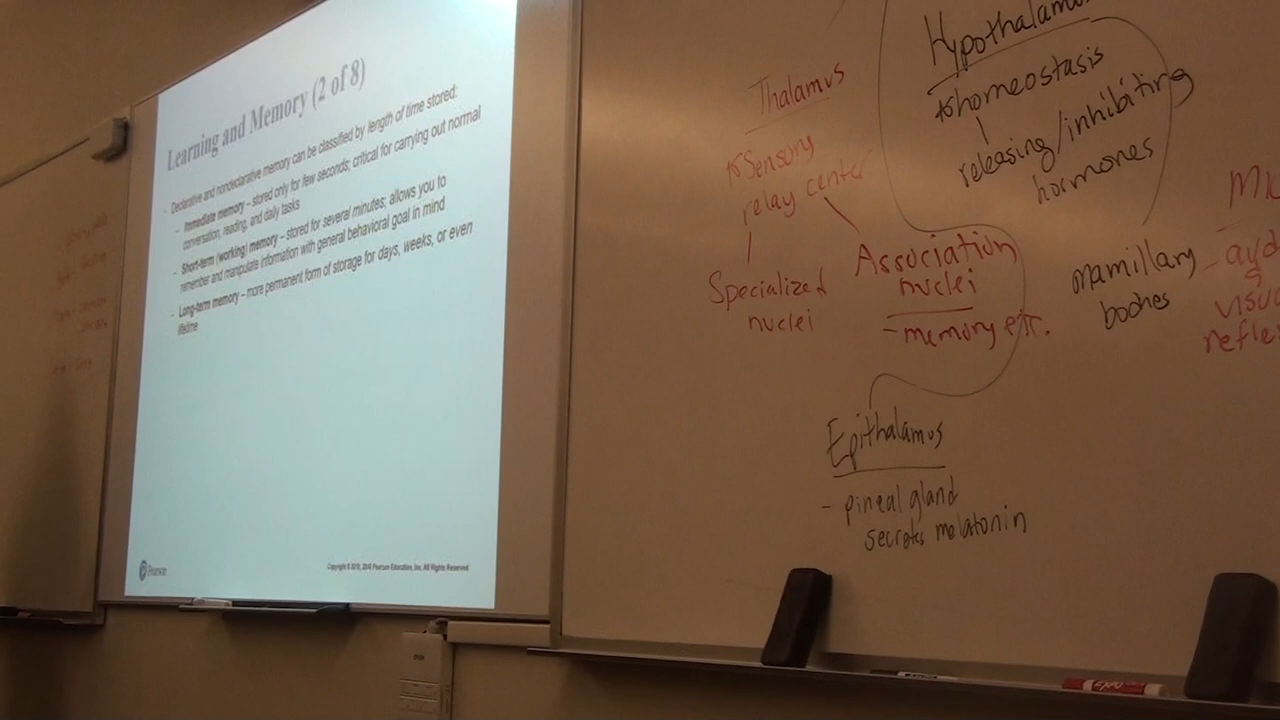 Learning and Memory (2 of 8)
Declarative and nondeclarative memory can be classified by length of time stored:
– Immediate memory – stored only for few seconds; critical for carrying out normal
conversation, reading, and daily tasks
– Short-term (working) memory – stored for several minutes; allows you to
remember and manipulate information with general behavioral goal in mind
– Long-term memory – more permanent form of storage for days, weeks, or even
lifetime
Pearson
Copyright © 2019, 2016 Pearson Education, Inc. All Rights Reserved
Thalamus
Sensory
relay center
Specialized
nuclei
Association
nuclei
- memory etc.
Hypothalamus
homeostasis
releasing/inhibiting
hormones
mamillary
bodies
Epithalamus
- pineal gland
secretes melatonin
EXPO